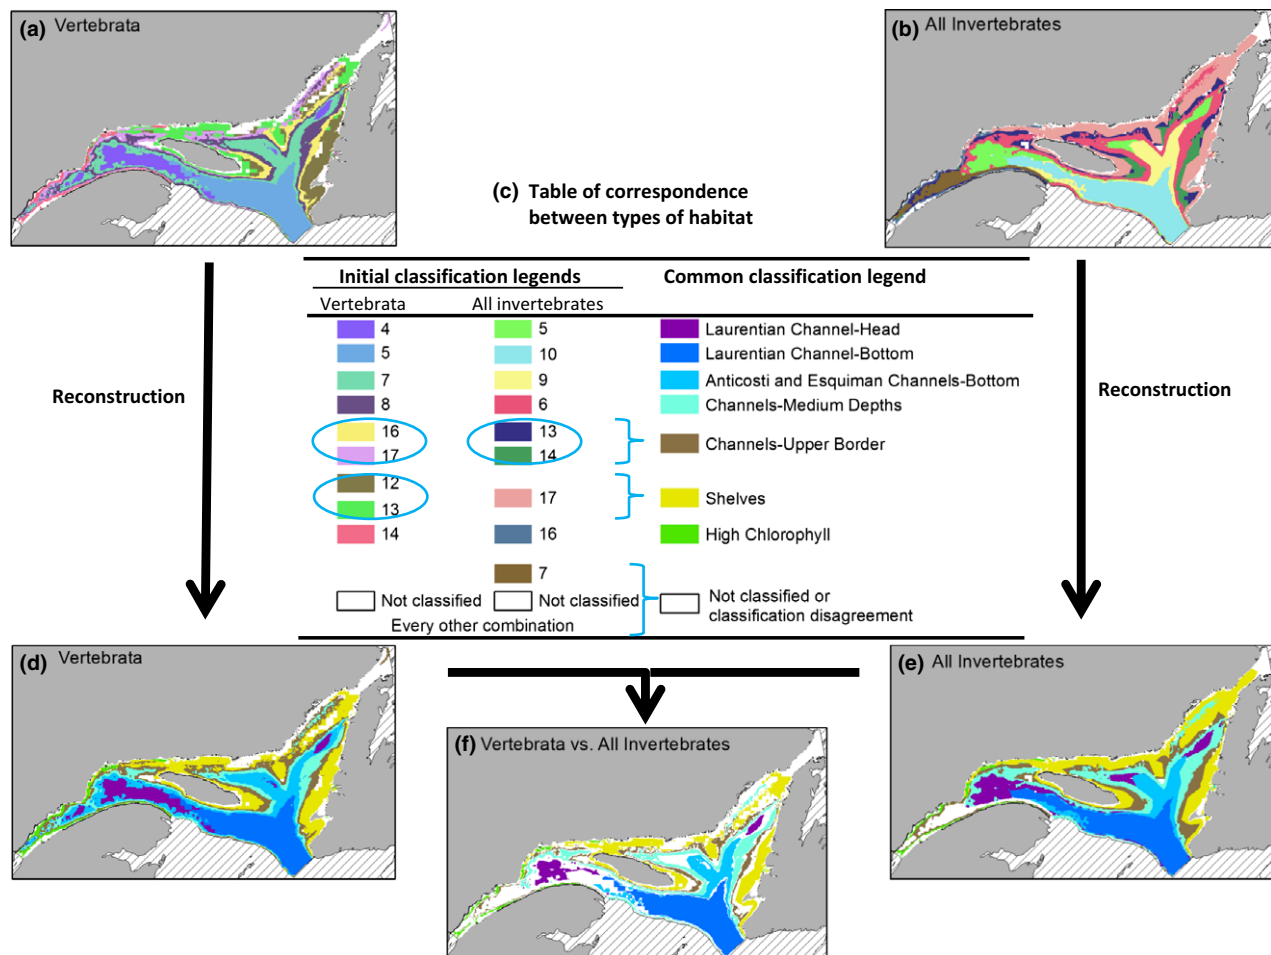 (a) Vertebrata
(b) All Invertebrates
(c) Table of correspondence
between types of habitat
Initial classification legends
Common classification legend
Vertebrata
All invertebrates
4
5
Laurentian Channel-Head
5
10
Laurentian Channel-Bottom
7
9
Anticosti and Esquiman Channels-Bottom
8
6
Channels-Medium Depths
16
13
Channels-Upper Border
17
14
12
17
Shelves
13
14
16
High Chlorophyll
7
Not classified
Not classified
Not classified or
classification disagreement
Every other combination
Reconstruction
Reconstruction
(d) Vertebrata
(e) All Invertebrates
(f) Vertebrata vs. All Invertebrates